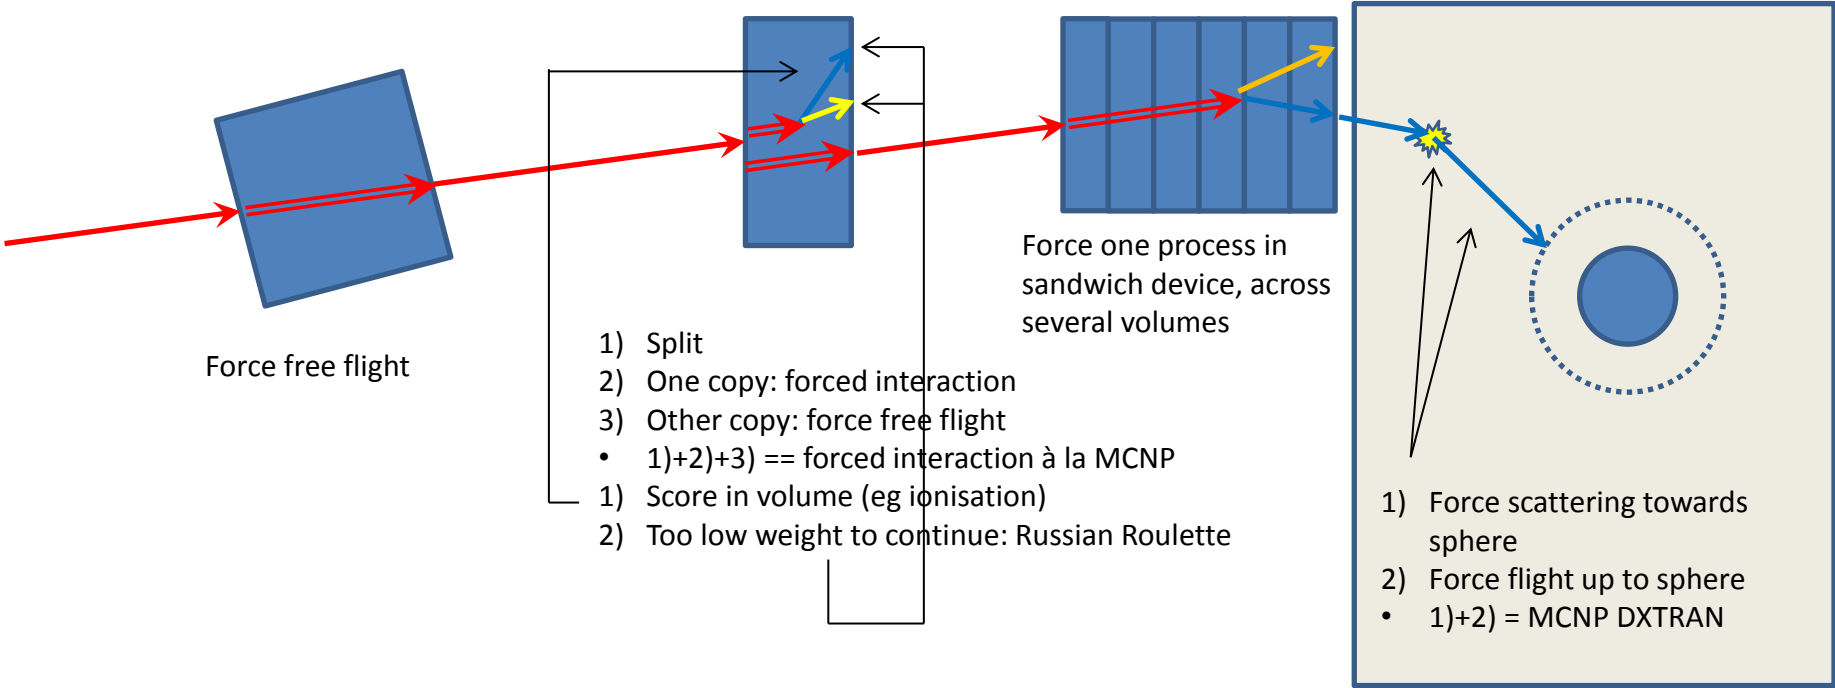 Force free flight
1) Split
2) One copy: forced interaction
3) Other copy: force free flight
• 1)+2)+3) == forced interaction à la MCNP
1) Score in volume (eg ionisation)
2) Too low weight to continue: Russian Roulette
Force one process in
sandwich device, across
several volumes
1) Force scattering towards
sphere
2) Force flight up to sphere
• 1)+2) = MCNP DXTRAN